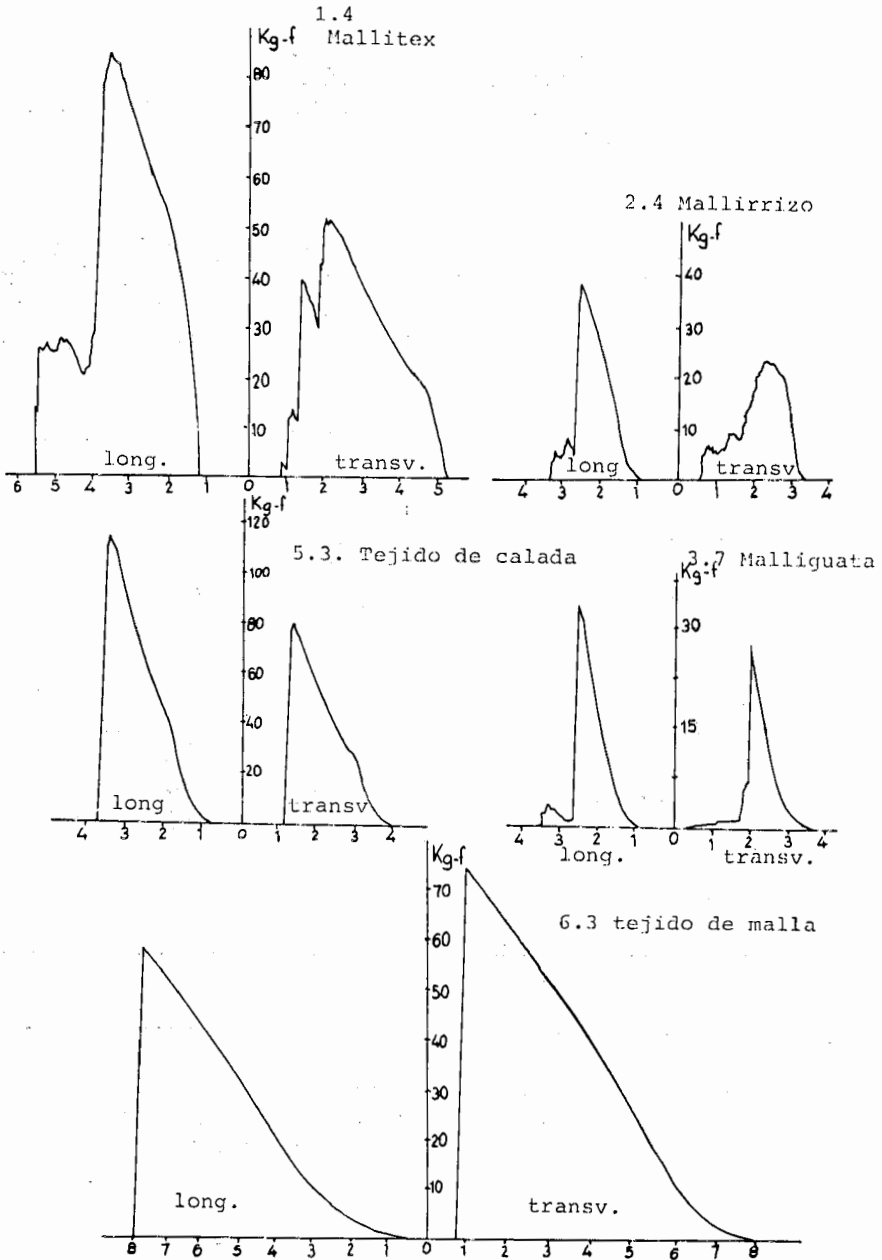 1.4
Kg-f Mallitex
80
70
60
50
40
30
20
10
long. transv.
6 5 4 3 2 1 0 1 2 3 4 5
2.4 Mallirrizo
Kg-f
40
30
20
10
long transv
4 3 2 1 0 1 2 3 4
Kg-f
120
5.3. Tejido de calada
100
80
60
40
20
long transv
4 3 2 1 0 1 2 3 4
3.7 Malliguata
Kg-f
30
15
4 3 2 1 0 1 2 3 4
long. transv.
Kg-f
70
6.3 tejido de malla
60
50
40
30
20
10
long. transv.
8 7 6 5 4 3 2 1 0 1 2 3 4 5 6 7 8